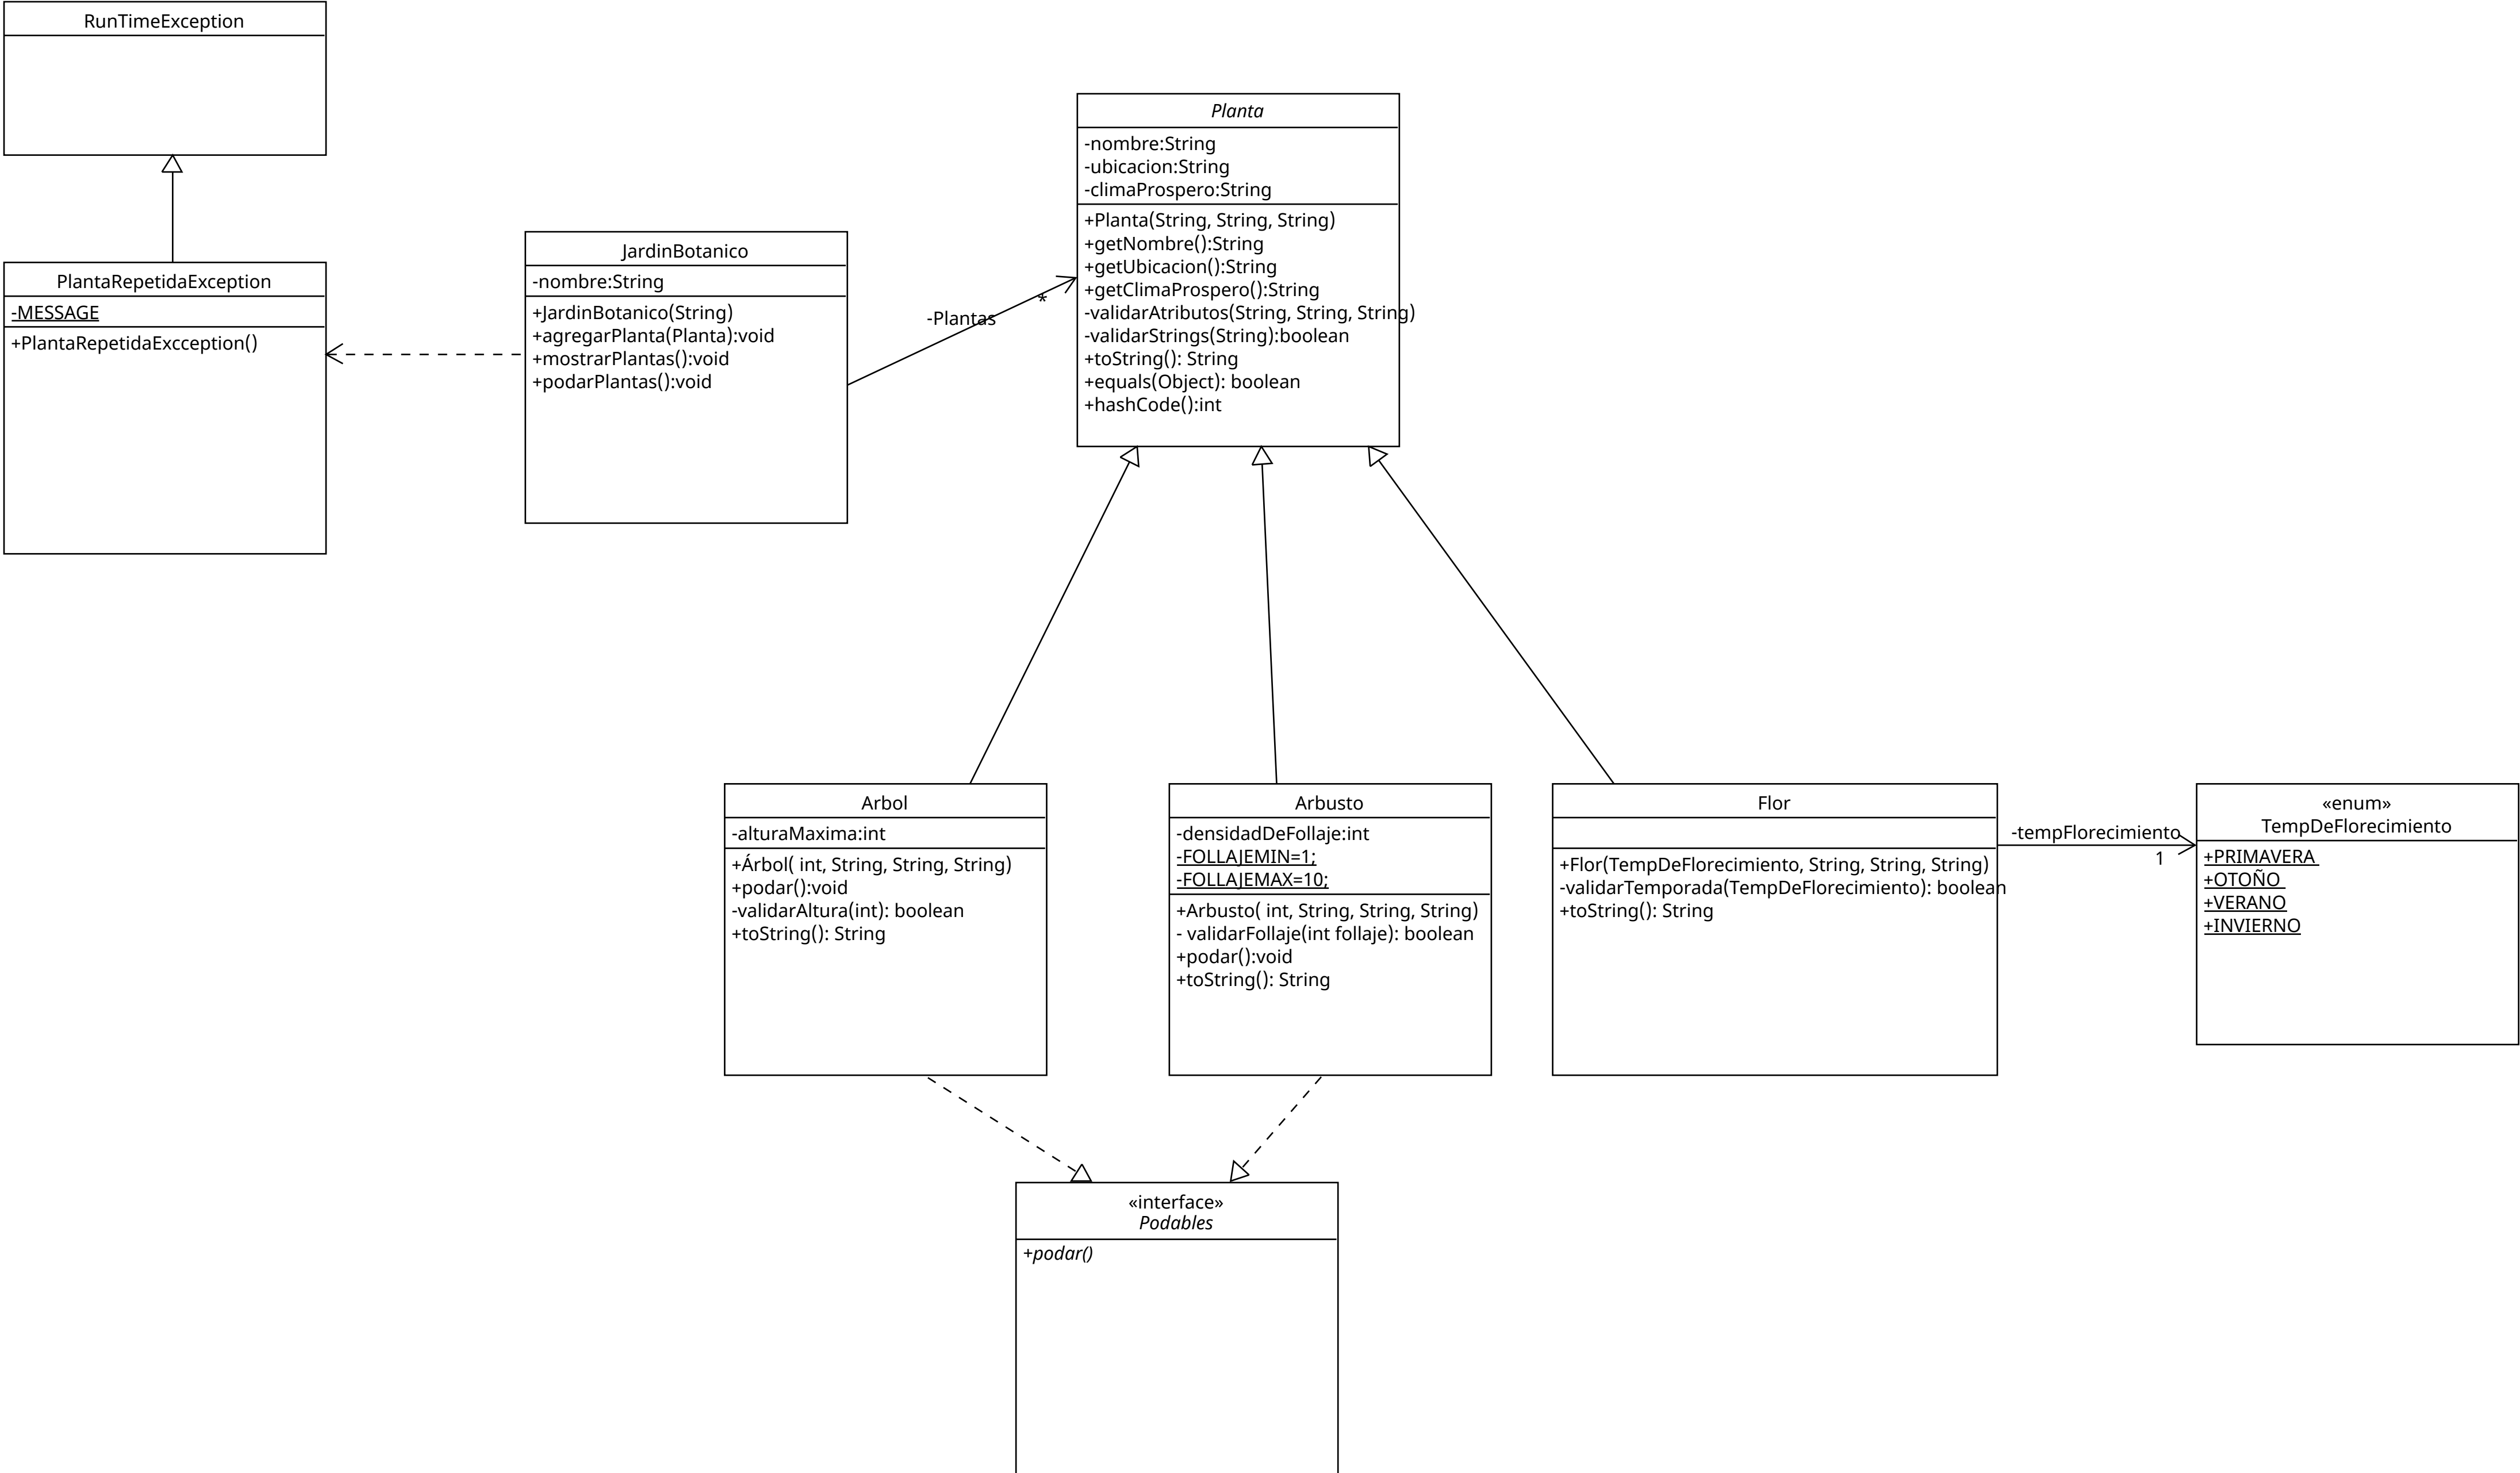 RunTimeException
PlantaRepetidaException
-MESSAGE
+PlantaRepetidaExcception()
JardinBotanico
-nombre:String
+JardinBotanico(String)
+agregarPlanta(Planta):void
+mostrarPlantas():void
+podarPlantas():void
-Plantas
*
Planta
-nombre:String
-ubicacion:String
-climaProspero:String
+Planta(String, String, String)
+getNombre():String
+getUbicacion():String
+getClimaProspero():String
-validarAtributos(String, String, String)
-validarStrings(String):boolean
+toString(): String
+equals(Object): boolean
+hashCode():int
Arbol
-alturaMaxima:int
+Árbol( int, String, String, String)
+podar():void
-validarAltura(int): boolean
+toString(): String
Arbusto
-densidadDeFollaje:int
-FOLLAJEMIN=1;
-FOLLAJEMAX=10;
+Arbusto( int, String, String, String)
- validarFollaje(int follaje): boolean
+podar():void
+toString(): String
Flor
+Flor(TempDeFlorecimiento, String, String, String)
-validarTemporada(TempDeFlorecimiento): boolean
+toString(): String
-tempFlorecimiento
1
«enum»
TempDeFlorecimiento
+PRIMAVERA
+OTOÑO
+VERANO
+INVIERNO
«interface»
Podables
+podar()